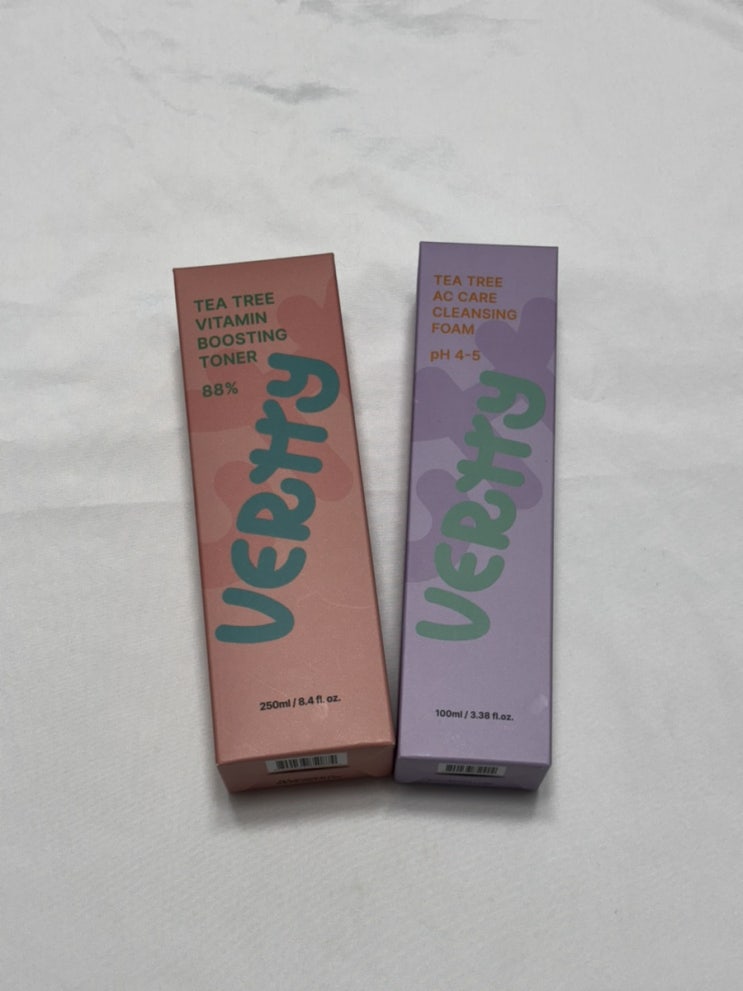 TEA TREE
VITAMIN
BOOSTING
TONER
88%
VERTTY
250ml / 8.4 fl. oz.
TEA TREE
AC CARE
CLEANSING
FOAM
pH 4-5
VERTTY
100ml / 3.38 fl.oz.